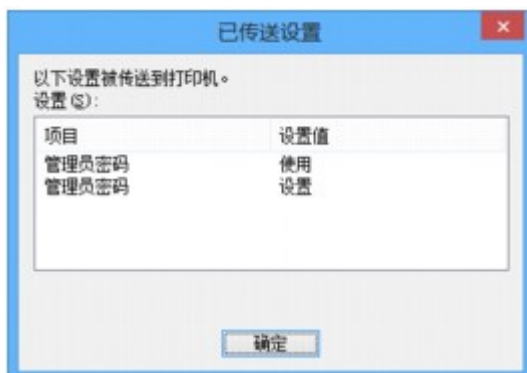 已传送设置
以下设置被传送到打印机。
设置(S):
项目 设置值
管理员密码 使用
管理员密码 设置
确定